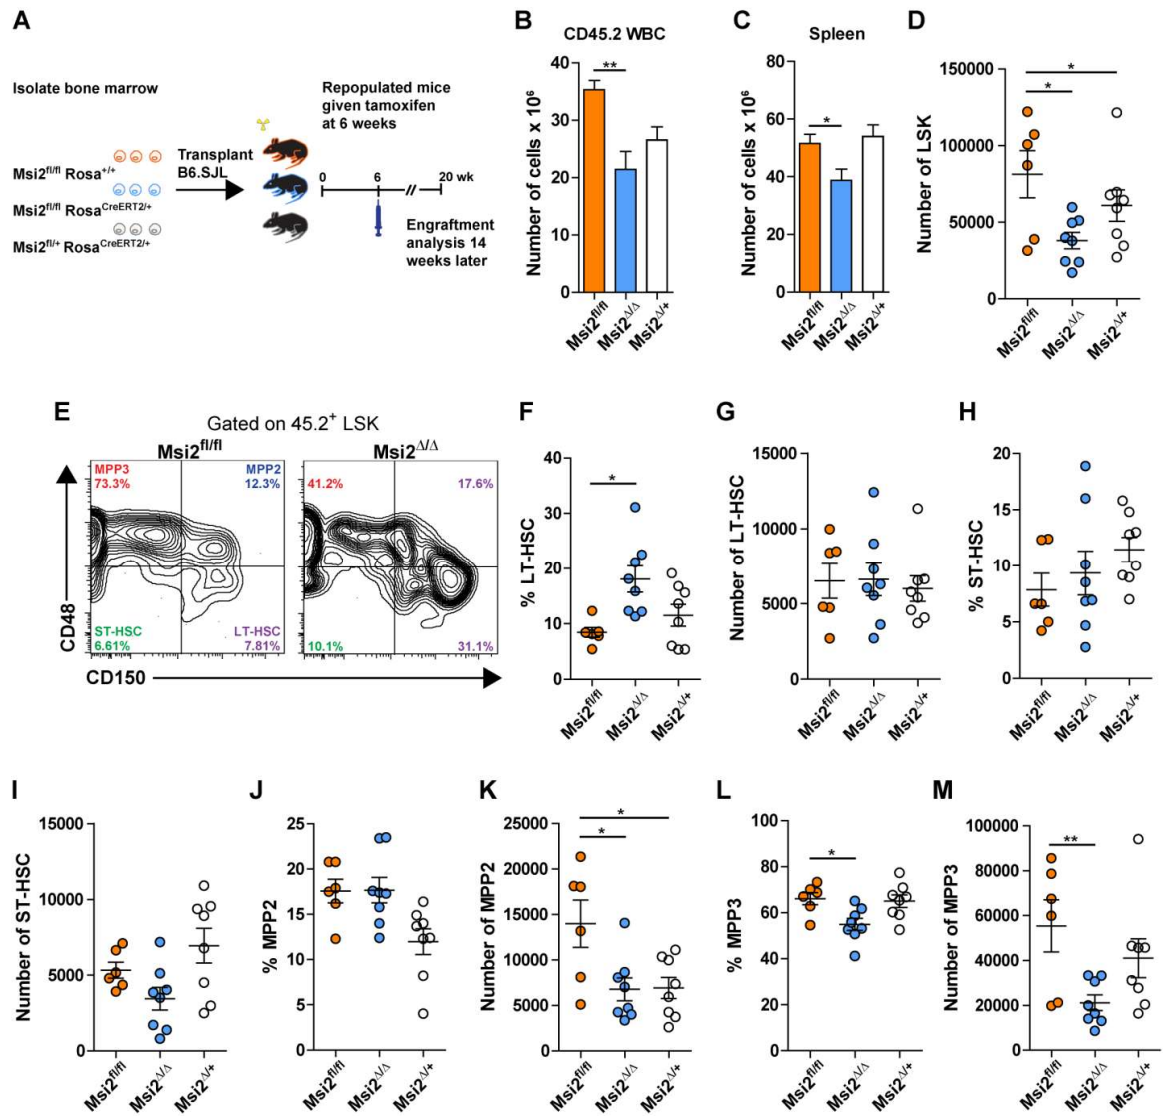 A
Isolate bone marrow
Msi2fl/fl Rosa+/+
Msi2fl/fl RosaCreERT2/+
Msi2fl/+ RosaCreERT2/+
Transplant
B6.SJL
Repopulated mice
given tamoxifen
at 6 weeks
0 6 20 wk
Engraftment
analysis 14
weeks later
B
CD45.2 WBC
Number of cells x 10⁶
40
30
20
10
0
**
Msi2fl/fl
Msi2Δ/Δ
Msi2Δ/+
C
Spleen
Number of cells x 10⁶
80
60
40
20
0
*
Msi2fl/fl
Msi2Δ/Δ
Msi2Δ/+
D
Number of LSK
150000
100000
50000
0
*
*
Msi2fl/fl
Msi2Δ/Δ
Msi2Δ/+
E
Gated on 45.2⁺ LSK
Msi2fl/fl
Msi2Δ/Δ
MPP3
73.3%
MPP2
12.3%
ST-HSC
6.61%
LT-HSC
7.81%
41.2%
17.6%
10.1%
31.1%
CD48
CD150
F
% LT-HSC
40
30
20
10
0
*
Msi2fl/fl
Msi2Δ/Δ
Msi2Δ/+
G
Number of LT-HSC
15000
10000
5000
0
Msi2fl/fl
Msi2Δ/Δ
Msi2Δ/+
H
% ST-HSC
20
15
10
5
0
Msi2fl/fl
Msi2Δ/Δ
Msi2Δ/+
I
Number of ST-HSC
15000
10000
5000
0
Msi2fl/fl
Msi2Δ/Δ
Msi2Δ/+
J
% MPP2
25
20
15
10
5
0
Msi2fl/fl
Msi2Δ/Δ
Msi2Δ/+
K
Number of MPP2
25000
20000
15000
10000
5000
0
*
*
Msi2fl/fl
Msi2Δ/Δ
Msi2Δ/+
L
% MPP3
100
80
60
40
20
0
*
Msi2fl/fl
Msi2Δ/Δ
Msi2Δ/+
M
Number of MPP3
100000
80000
60000
40000
20000
0
**
Msi2fl/fl
Msi2Δ/Δ
Msi2Δ/+